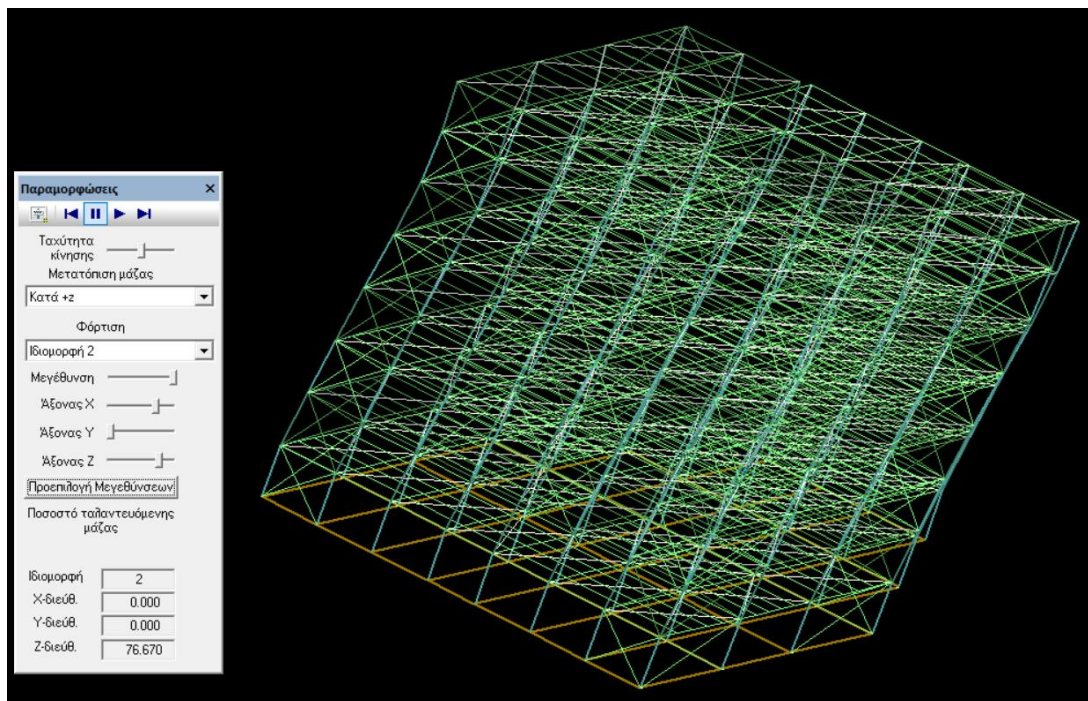 Παραμορφώσεις
Ταχύτητα
κίνησης
Μετατόπιση μάζας
Κατά +z
Φόρτιση
Ιδιομορφή 2
Μεγέθυνση
Άξονας X
Άξονας Y
Άξονας Z
Προεπιλογή Μεγεθύνσεων
Ποσοστό ταλαντευόμενης
μάζας
Ιδιομορφή 2
X-διεύθ. 0.000
Y-διεύθ. 0.000
Z-διεύθ. 76.670